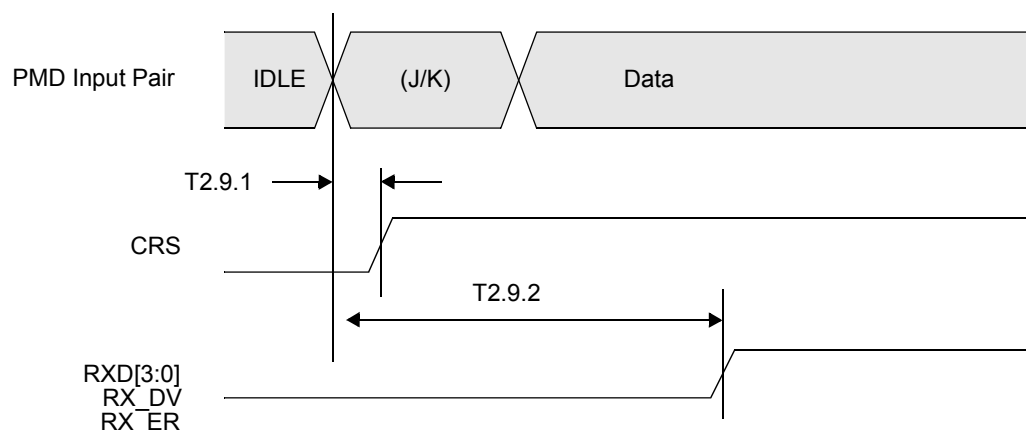 PMD Input Pair
IDLE
(J/K)
Data
T2.9.1
CRS
T2.9.2
RXD[3:0]
RX_DV
RX_ER